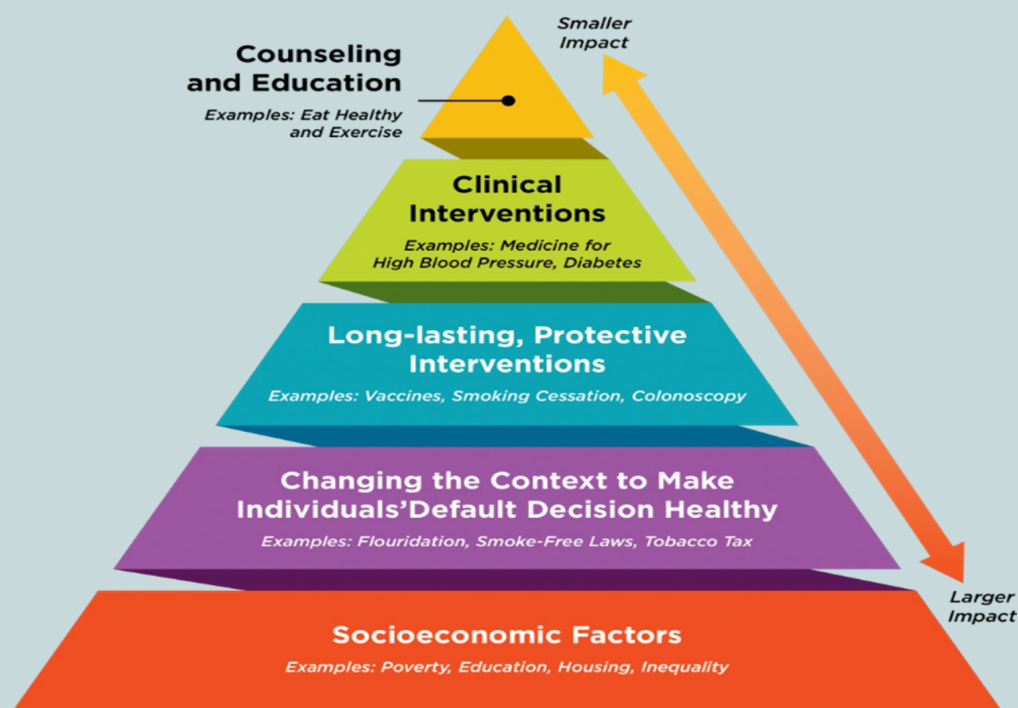 Smaller
Impact
Counseling
and Education
Examples: Eat Healthy
and Exercise
Clinical
Interventions
Examples: Medicine for
High Blood Pressure, Diabetes
Long-lasting, Protective
Interventions
Examples: Vaccines, Smoking Cessation, Colonoscopy
Changing the Context to Make
Individuals’Default Decision Healthy
Examples: Flouridation, Smoke-Free Laws, Tobacco Tax
Larger
Impact
Socioeconomic Factors
Examples: Poverty, Education, Housing, Inequality